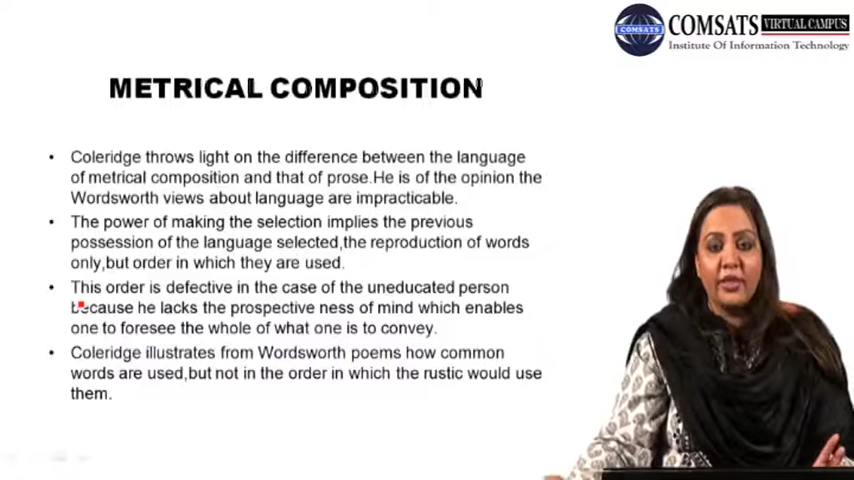 COMSATS
COMSATS VIRTUAL CAMPUS
Institute Of Information Technology
METRICAL COMPOSITION
• Coleridge throws light on the difference between the language
of metrical composition and that of prose.He is of the opinion the
Wordsworth views about language are impracticable.
• The power of making the selection implies the previous
possession of the language selected,the reproduction of words
only,but order in which they are used.
• This order is defective in the case of the uneducated person
because he lacks the prospective ness of mind which enables
one to foresee the whole of what one is to convey.
• Coleridge illustrates from Wordsworth poems how common
words are used,but not in the order in which the rustic would use
them.